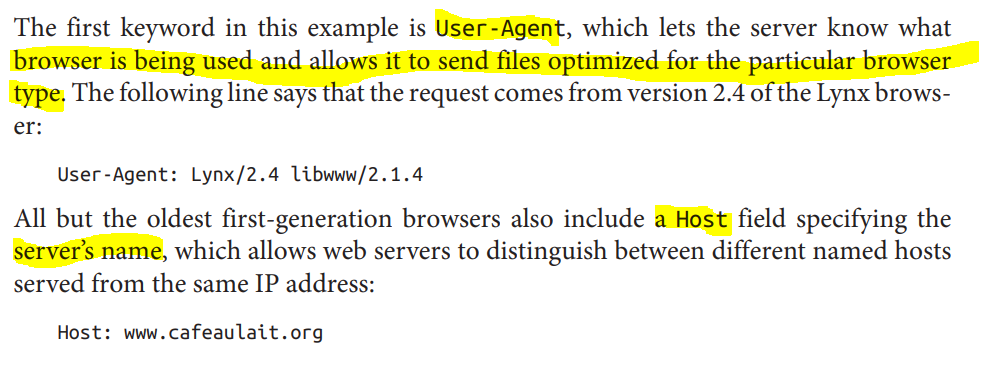 The first keyword in this example is User-Agent, which lets the server know what
browser is being used and allows it to send files optimized for the particular browser
type. The following line says that the request comes from version 2.4 of the Lynx brows-
er:
User-Agent: Lynx/2.4 libwww/2.1.4
All but the oldest first-generation browsers also include a Host field specifying the
server’s name, which allows web servers to distinguish between different named hosts
served from the same IP address:
Host: www.cafeaulait.org